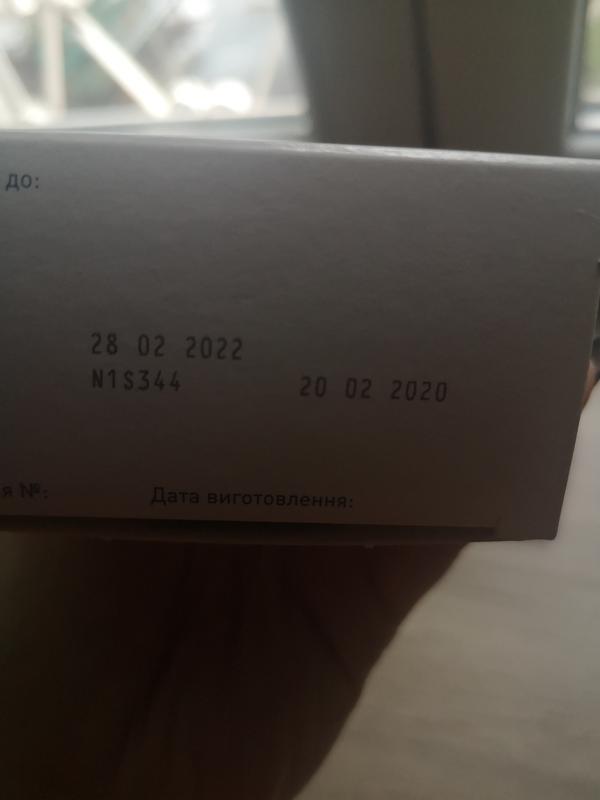 до:
28 02 2022
N1S344 20 02 2020
я №:
Дата виготовлення: